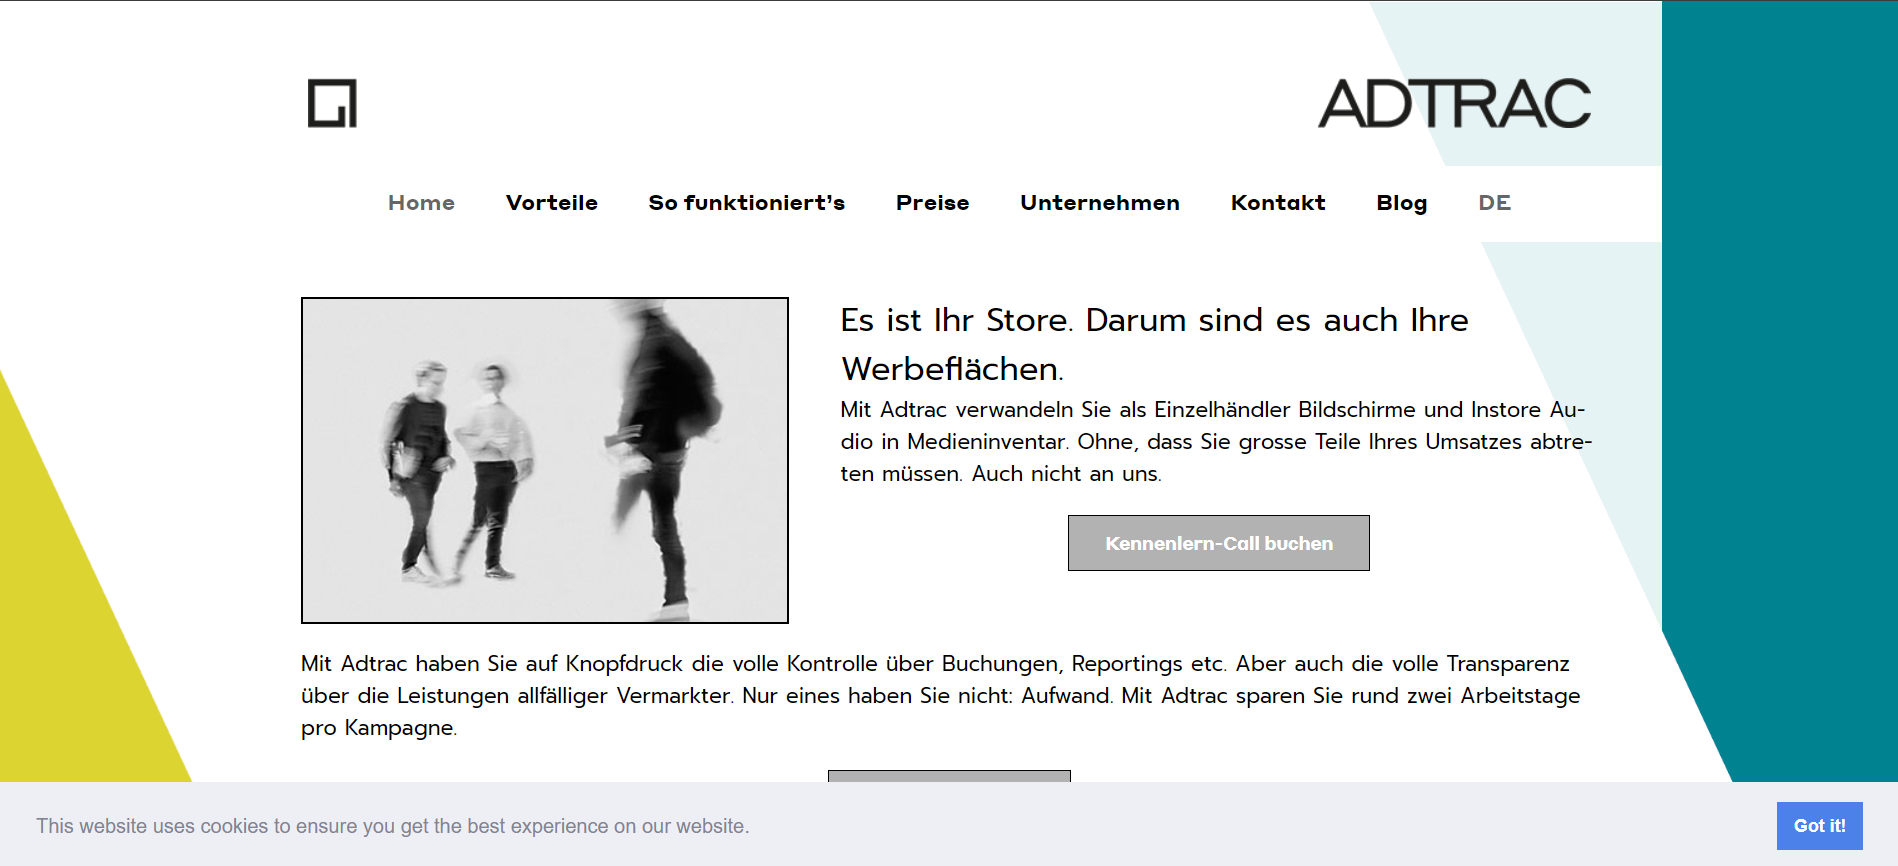 ADTRAC
Home Vorteile So funktioniert’s Preise Unternehmen Kontakt Blog DE
Es ist Ihr Store. Darum sind es auch Ihre
Werbeflächen.
Mit Adtrac verwandeln Sie als Einzelhändler Bildschirme und Instore Au-
dio in Medieninventar. Ohne, dass Sie grosse Teile Ihres Umsatzes abtre-
ten müssen. Auch nicht an uns.
Kennenlern-Call buchen
Mit Adtrac haben Sie auf Knopfdruck die volle Kontrolle über Buchungen, Reportings etc. Aber auch die volle Transparenz
über die Leistungen allfälliger Vermarkter. Nur eines haben Sie nicht: Aufwand. Mit Adtrac sparen Sie rund zwei Arbeitstage
pro Kampagne.
This website uses cookies to ensure you get the best experience on our website.
Got it!